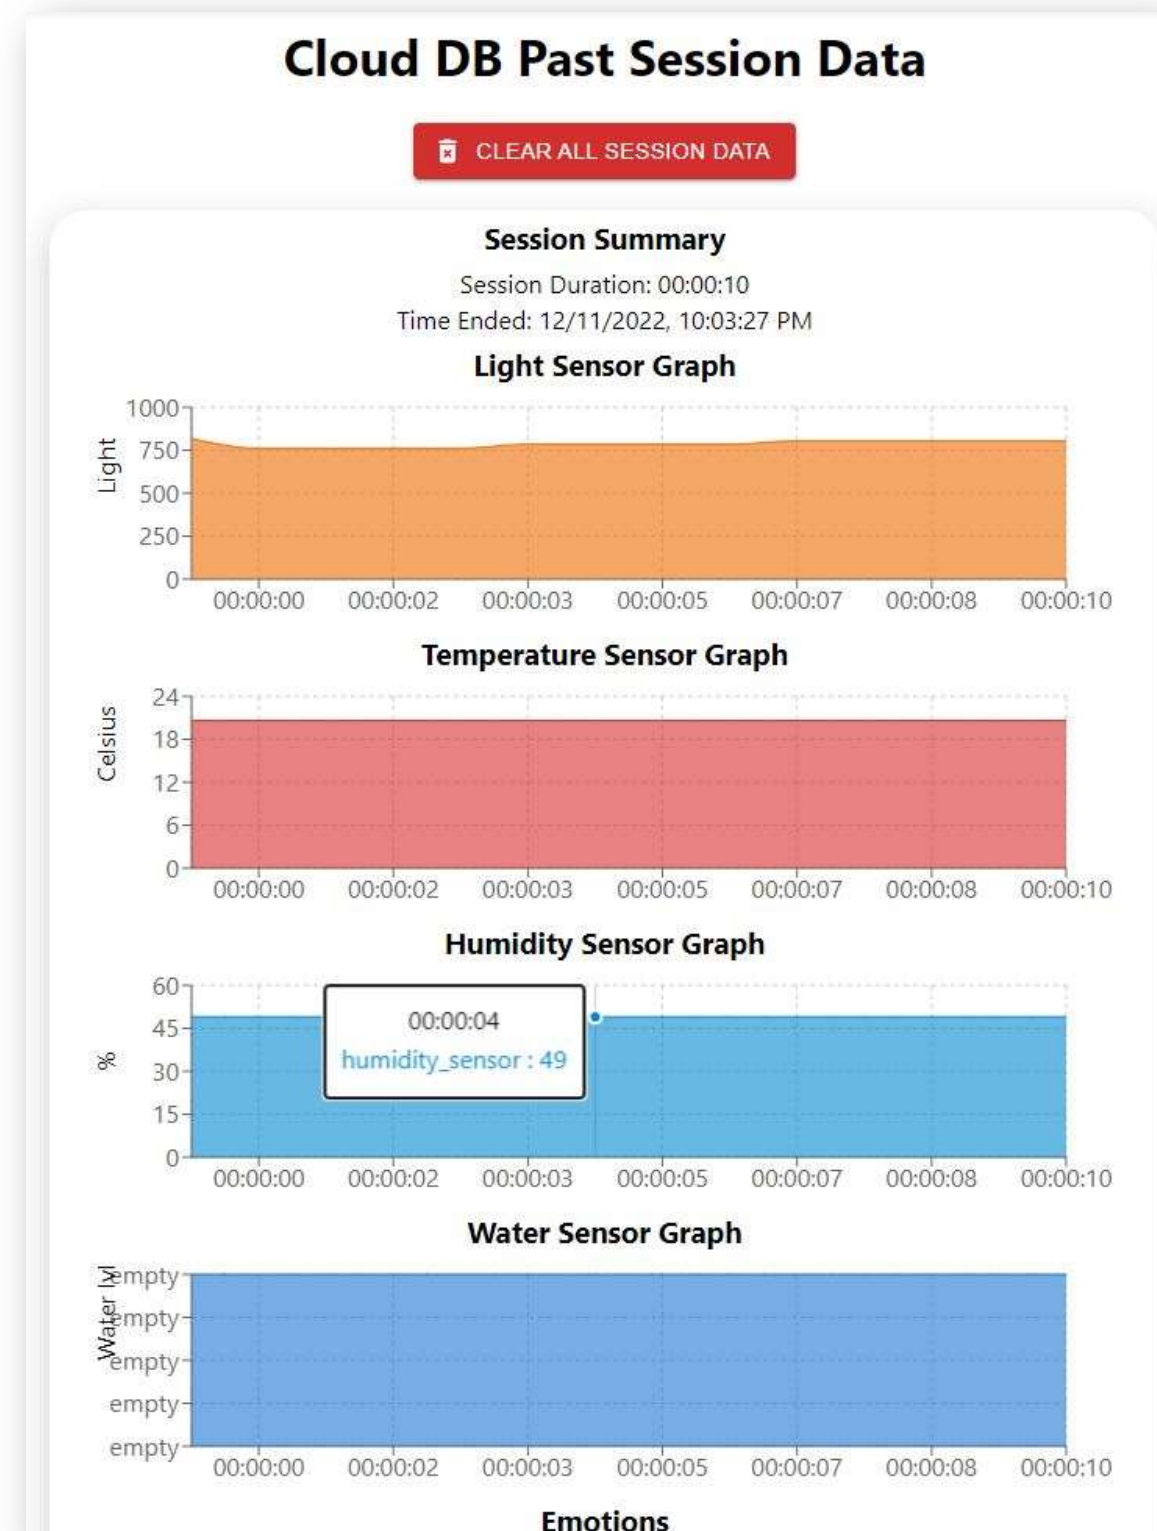 Cloud DB Past Session Data
CLEAR ALL SESSION DATA
Session Summary
Session Duration: 00:00:10
Time Ended: 12/11/2022, 10:03:27 PM
Light Sensor Graph
Light
1000
750
500
250
0
00:00:00 00:00:02 00:00:03 00:00:05 00:00:07 00:00:08 00:00:10
Temperature Sensor Graph
Celsius
24
18
12
6
0
00:00:00 00:00:02 00:00:03 00:00:05 00:00:07 00:00:08 00:00:10
Humidity Sensor Graph
%
60
45
30
15
0
00:00:04
humidity_sensor : 49
00:00:00 00:00:02 00:00:03 00:00:05 00:00:07 00:00:08 00:00:10
Water Sensor Graph
Water lvl
empty
empty
empty
empty
empty
00:00:00 00:00:02 00:00:03 00:00:05 00:00:07 00:00:08 00:00:10
Emotions